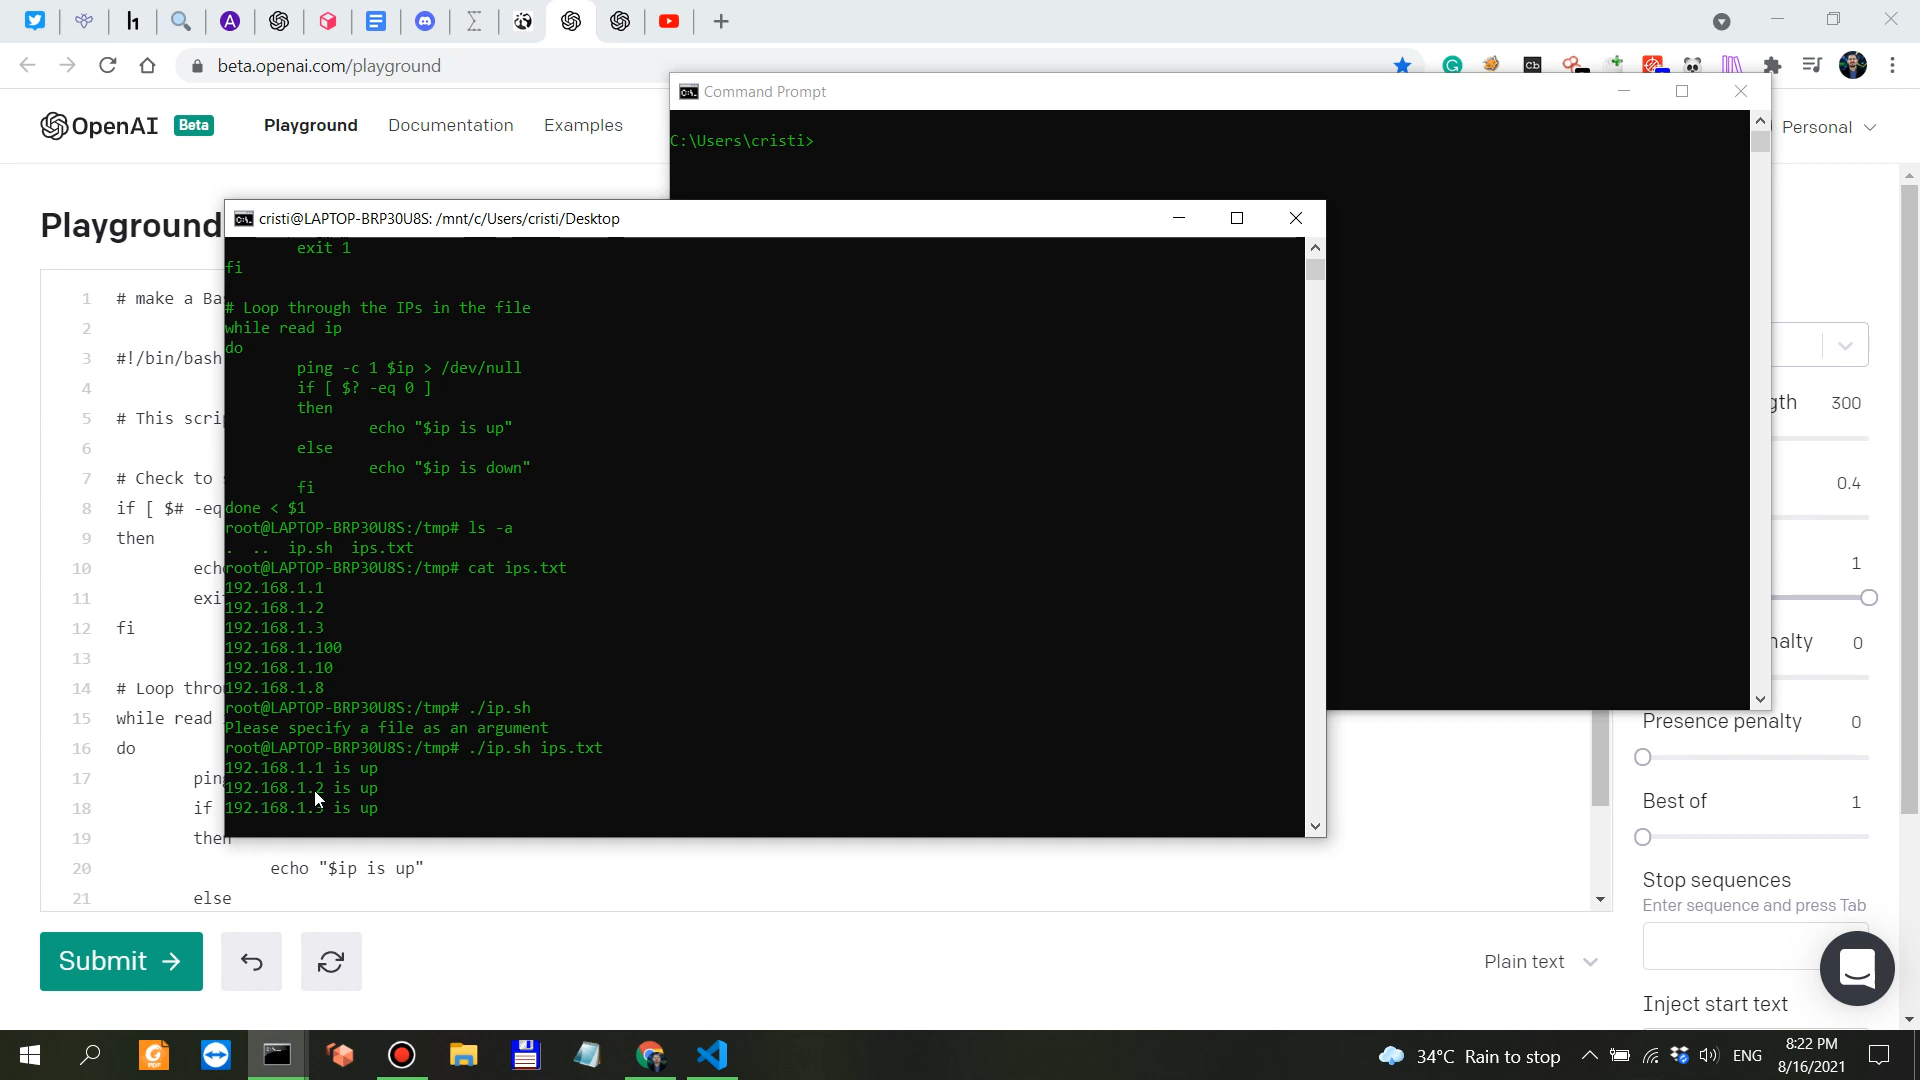 beta.openai.com/playground
OpenAI Beta Playground Documentation Examples
Personal
Command Prompt
C:\Users\cristi>
Playground
cristi@LAPTOP-BRP30U8S: /mnt/c/Users/cristi/Desktop
exit 1
fi
# Loop through the IPs in the file
while read ip
do
ping -c 1 $ip > /dev/null
if [ $? -eq 0 ]
then
echo "$ip is up"
else
echo "$ip is down"
fi
done < $1
root@LAPTOP-BRP30U8S:/tmp# ls -a
. .. ip.sh ips.txt
root@LAPTOP-BRP30U8S:/tmp# cat ips.txt
192.168.1.1
192.168.1.2
192.168.1.3
192.168.1.100
192.168.1.10
192.168.1.8
root@LAPTOP-BRP30U8S:/tmp# ./ip.sh
Please specify a file as an argument
root@LAPTOP-BRP30U8S:/tmp# ./ip.sh ips.txt
192.168.1.1 is up
192.168.1.2 is up
192.168.1.3 is up
1 # make a Ba
2
3 #!/bin/bash
4
5 # This scri
6
7 # Check to
8 if [ $# -eq
9 then
10 ech
11 exi
12 fi
13
14 # Loop thro
15 while read
16 do
17 pin
18 if
19 then
20 echo "$ip is up"
21 else
gth 300
0.4
1
nalty 0
Presence penalty 0
Best of 1
Stop sequences
Enter sequence and press Tab
Inject start text
Submit
Plain text
34°C Rain to stop
ENG
8:22 PM
8/16/2021